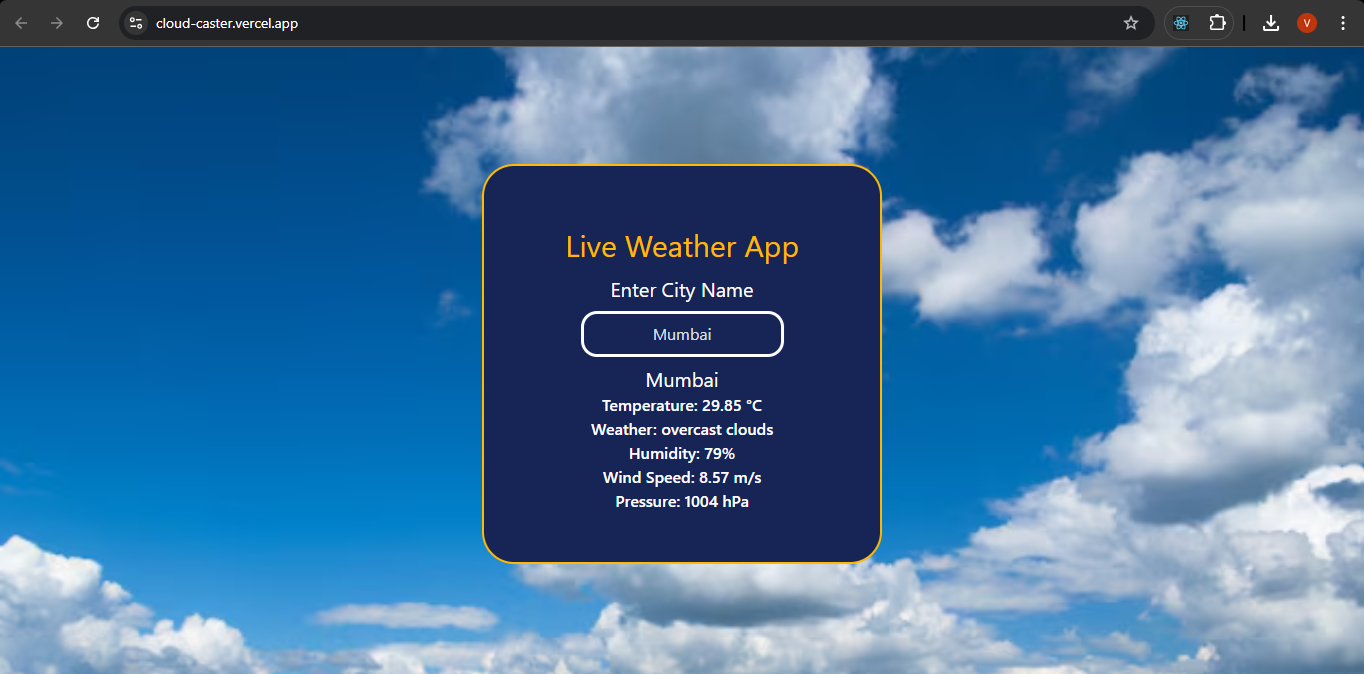 cloud-caster.vercel.app
V
Live Weather App
Enter City Name
Mumbai
Mumbai
Temperature: 29.85 °C
Weather: overcast clouds
Humidity: 79%
Wind Speed: 8.57 m/s
Pressure: 1004 hPa